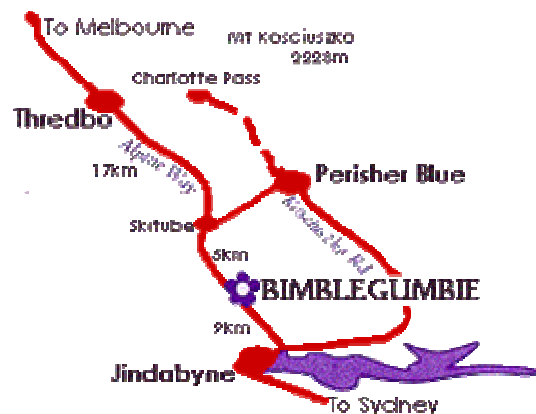 To Melbourne
Mt Kosciuszko
2228m
Charlotte Pass
Thredbo
Alpine Way
17km
Perisher Blue
Kosciuszko Rd
Skitube
5km
BIMBLEGUMBIE
9km
Jindabyne
To Sydney